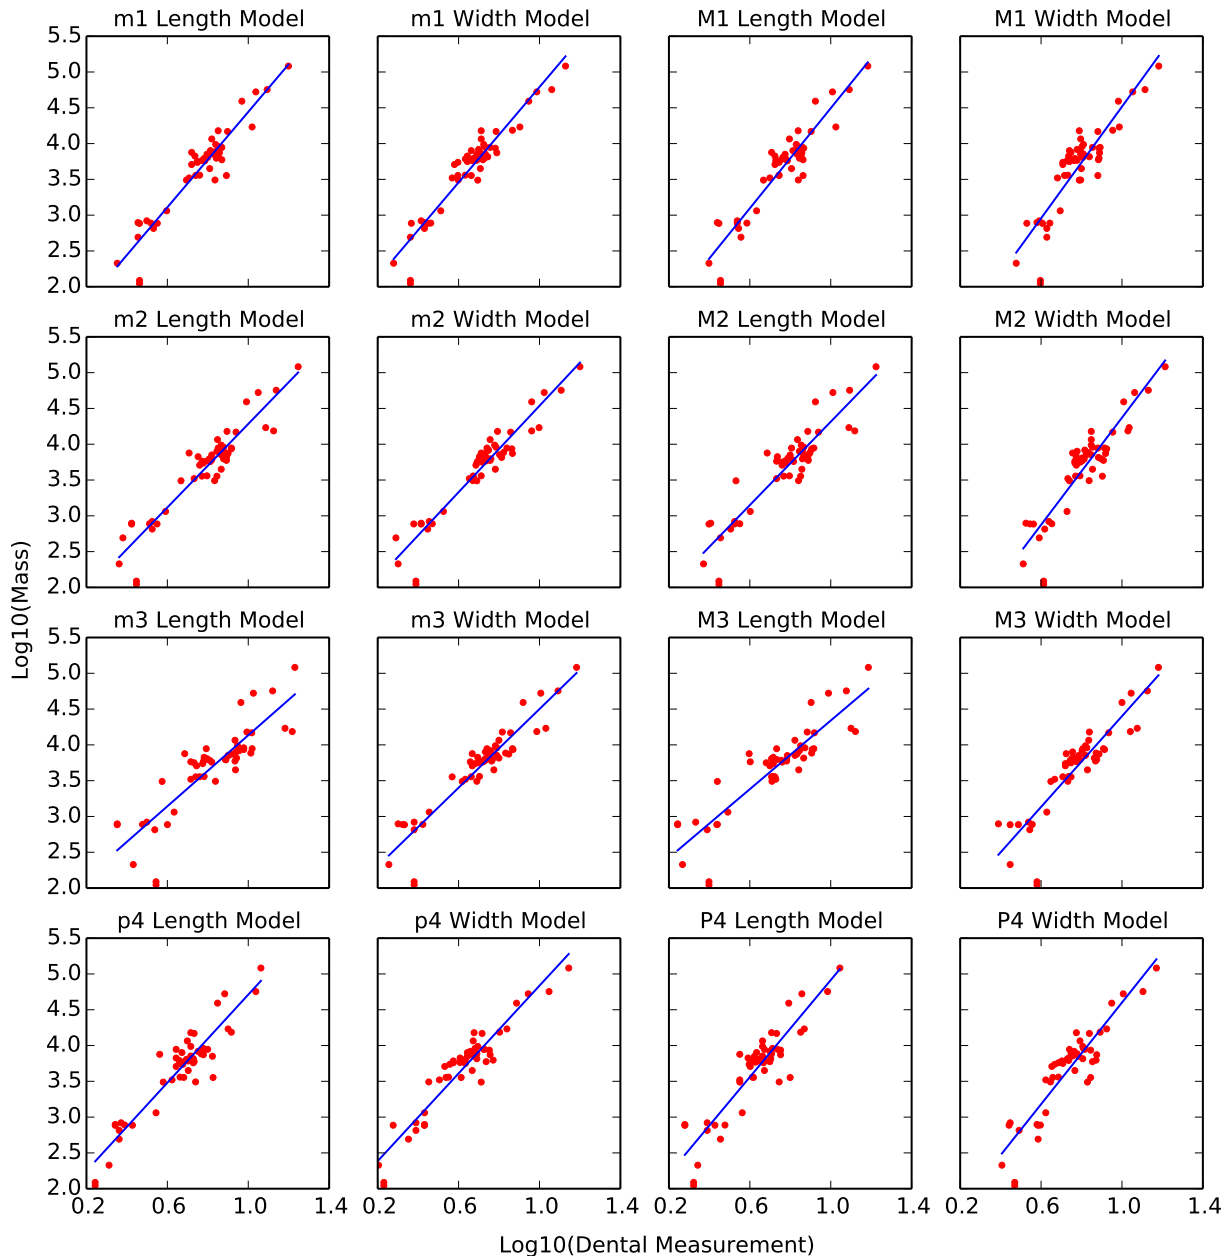 m1 Length Model
m1 Width Model
M1 Length Model
M1 Width Model
5.5
5.0
4.5
4.0
3.5
3.0
2.5
2.0
m2 Length Model
m2 Width Model
M2 Length Model
M2 Width Model
5.5
5.0
4.5
4.0
3.5
3.0
2.5
2.0
Log10(Mass)
m3 Length Model
m3 Width Model
M3 Length Model
M3 Width Model
5.5
5.0
4.5
4.0
3.5
3.0
2.5
2.0
p4 Length Model
p4 Width Model
P4 Length Model
P4 Width Model
5.5
5.0
4.5
4.0
3.5
3.0
2.5
2.0
0.2 0.6 1.0 1.4
0.2 0.6 1.0 1.4
0.2 0.6 1.0 1.4
0.2 0.6 1.0 1.4
Log10(Dental Measurement)